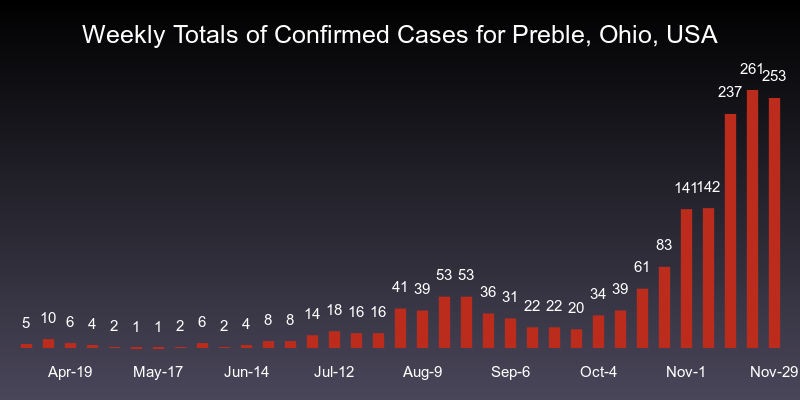 Weekly Totals of Confirmed Cases for Preble, Ohio, USA
5 10 6 4 2 1 1 2 6 2 4 8 8 14 18 16 16 41 39 53 53 36 31 22 22 20 34 39 61 83 141 142 237 261 253
Apr-19 May-17 Jun-14 Jul-12 Aug-9 Sep-6 Oct-4 Nov-1 Nov-29